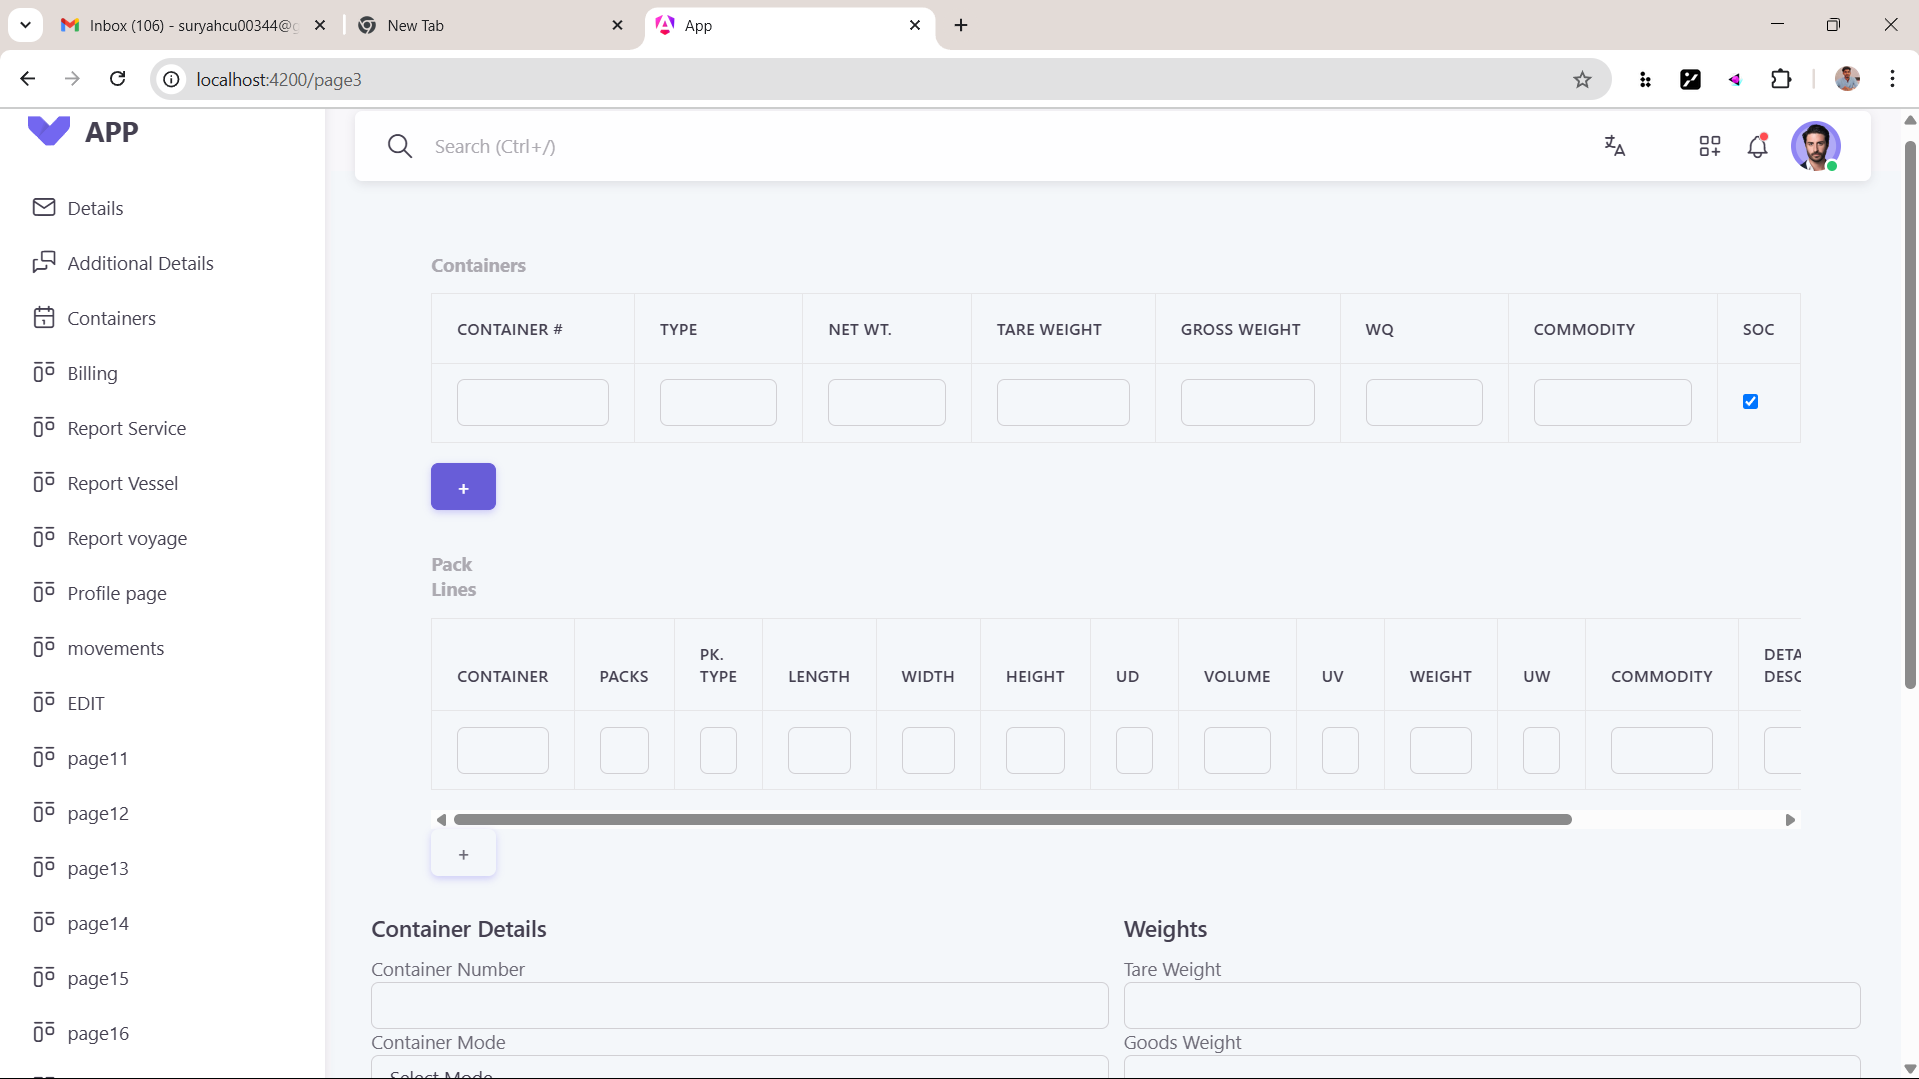 Inbox (106) - suryahcu00344@g
New Tab
App
localhost:4200/page3
APP
Search (Ctrl+/)
Details
Additional Details
Containers
Billing
Report Service
Report Vessel
Report voyage
Profile page
movements
EDIT
page11
page12
page13
page14
page15
page16
Containers
CONTAINER # TYPE NET WT. TARE WEIGHT GROSS WEIGHT WQ COMMODITY SOC
+
Pack
Lines
CONTAINER PACKS PK. TYPE LENGTH WIDTH HEIGHT UD VOLUME UV WEIGHT UW COMMODITY DETA DESC
+
Container Details
Container Number
Container Mode
Select Mode
Weights
Tare Weight
Goods Weight